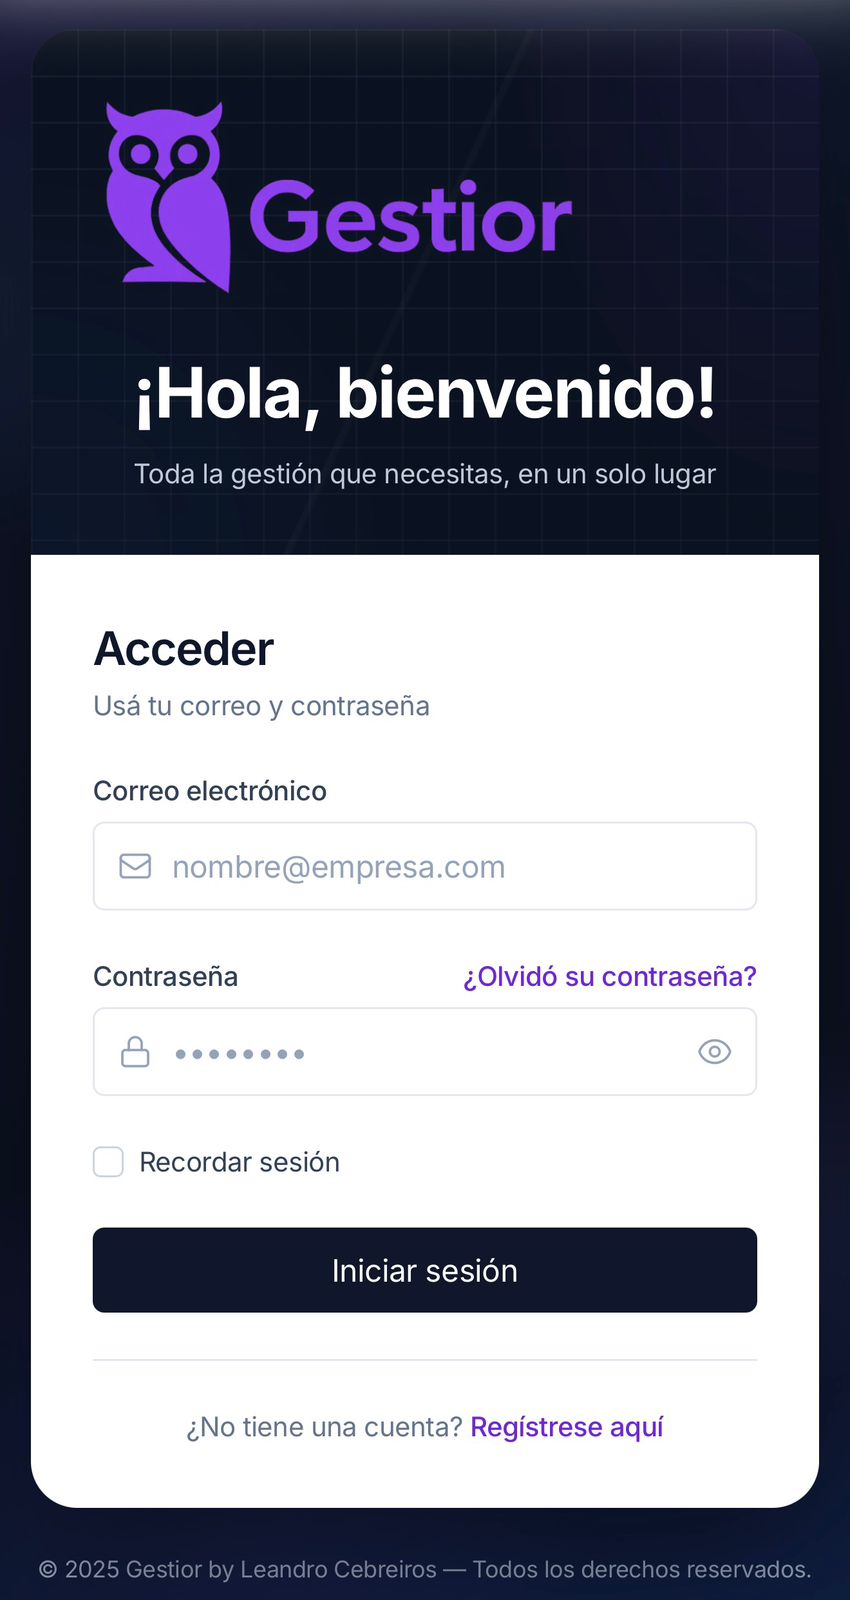 Gestior
¡Hola, bienvenido!
Toda la gestión que necesitas, en un solo lugar
Acceder
Usá tu correo y contraseña
Correo electrónico
nombre@empresa.com
Contraseña ¿Olvidó su contraseña?
••••••••
Recordar sesión
Iniciar sesión
¿No tiene una cuenta? Regístrese aquí
© 2025 Gestior by Leandro Cebreiros — Todos los derechos reservados.